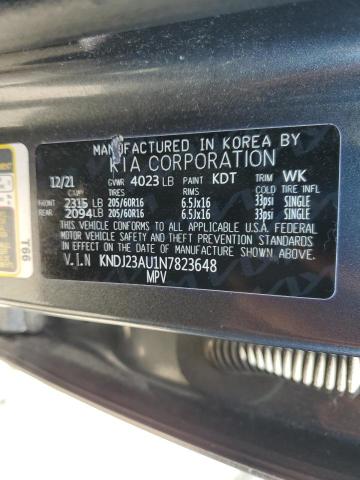 MANUFACTURED IN KOREA BY
KIA CORPORATION
12/21 GVWR 4023 LB PAINT KDT TRIM WK
TIRES RIMS COLD TIRE INFL
FRONT 2315 LB 205/60R16 6.5Jx16 33psi SINGLE
REAR 2094LB 205/60R16 6.5Jx16 33psi SINGLE
THIS VEHICLE CONFORMS TO ALL APPLICABLE U.S.A. FEDERAL
MOTOR VEHICLE SAFETY AND THEFT PREVENTION STANDARDS
IN EFFECT ON THE DATE OF MANUFACTURE SHOWN ABOVE.
V.I.N KNDJ23AU1N7823648
MPV
T66